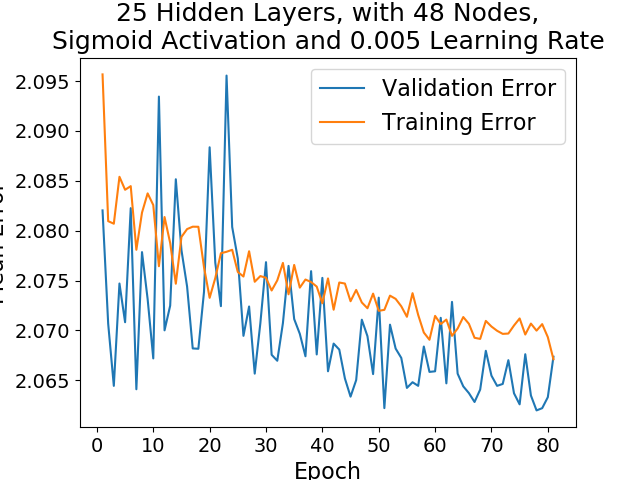 25 Hidden Layers, with 48 Nodes,
Sigmoid Activation and 0.005 Learning Rate
Validation Error
Training Error
2.095
2.090
2.085
2.080
2.075
2.070
2.065
0 10 20 30 40 50 60 70 80
Epoch